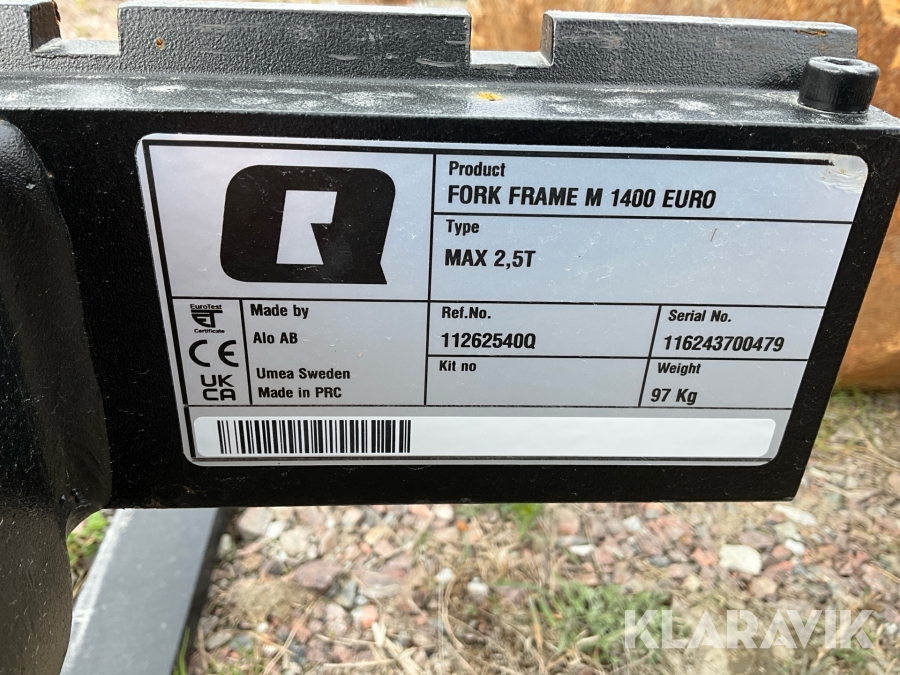 Product
FORK FRAME M 1400 EURO
Type
MAX 2,5T
EuroTest
ET
Certificate
CE
UK
CA
Made by
Alo AB
Umea Sweden
Made in PRC
Ref.No.
11262540Q
Serial No.
116243700479
Kit no
Weight
97 Kg
KLARAVIK